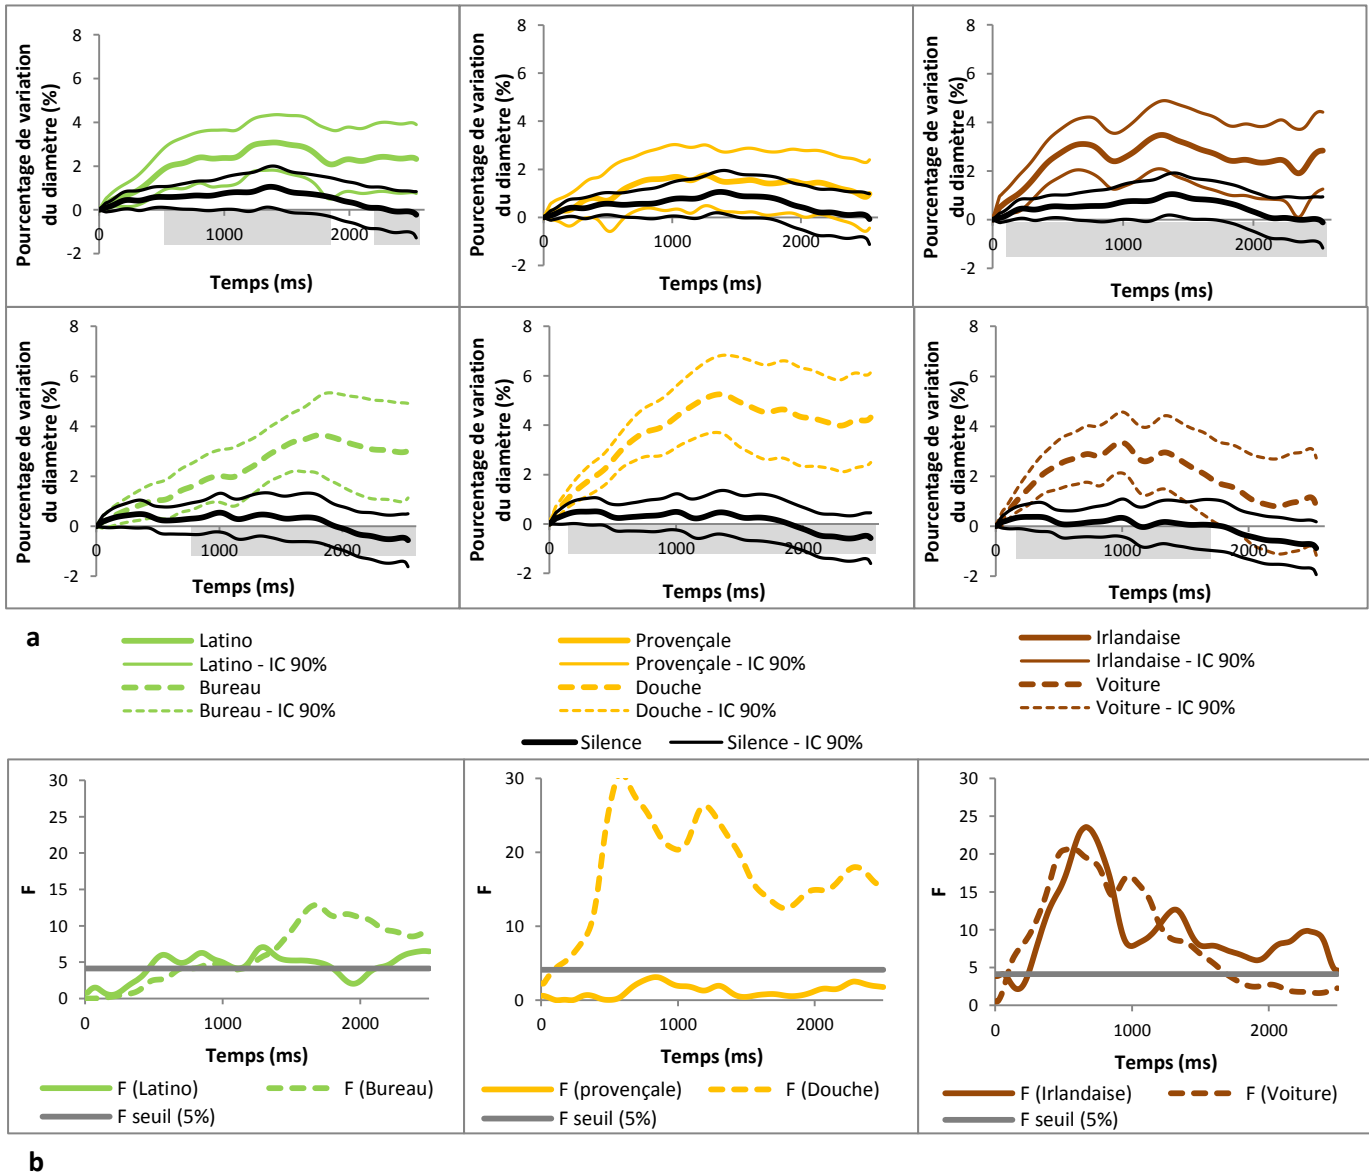 Pourcentage de variation
du diamètre (%)
8
6
4
2
0
-2
0
1000
2000
Temps (ms)
Pourcentage de variation
du diamètre (%)
8
6
4
2
0
-2
0
1000
2000
Temps (ms)
Pourcentage de variation
du diamètre (%)
8
6
4
2
0
-2
0
1000
2000
Temps (ms)
Pourcentage de variation
du diamètre (%)
8
6
4
2
0
-2
0
1000
2000
Temps (ms)
Pourcentage de variation
du diamètre (%)
8
6
4
2
0
-2
0
1000
2000
Temps (ms)
Pourcentage de variation
du diamètre (%)
8
6
4
2
0
-2
0
1000
2000
Temps (ms)
a
Latino
Latino - IC 90%
Bureau
Bureau - IC 90%
Provençale
Provençale - IC 90%
Douche
Douche - IC 90%
Irlandaise
Irlandaise - IC 90%
Voiture
Voiture - IC 90%
Silence
Silence - IC 90%
F
30
25
20
15
10
5
0
0
1000
2000
Temps (ms)
F (Latino)
F (Bureau)
F seuil (5%)
F
30
20
10
0
0
1000
2000
Temps (ms)
F (provençale)
F (Douche)
F seuil (5%)
F
30
25
20
15
10
5
0
0
1000
2000
Temps (ms)
F (Irlandaise)
F (Voiture)
F seuil (5%)
b